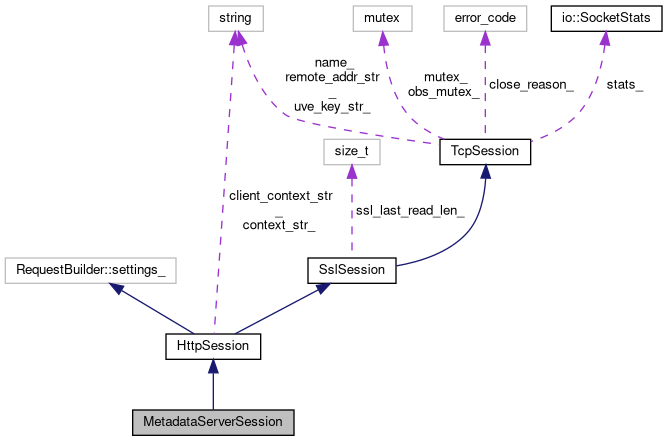 string
mutex
error_code
io::SocketStats
name_
remote_addr_str
_
uve_key_str_
mutex_
obs_mutex_
close_reason_
stats_
size_t
TcpSession
client_context_str
_
context_str_
ssl_last_read_len_
RequestBuilder::settings_
SslSession
HttpSession
MetadataServerSession